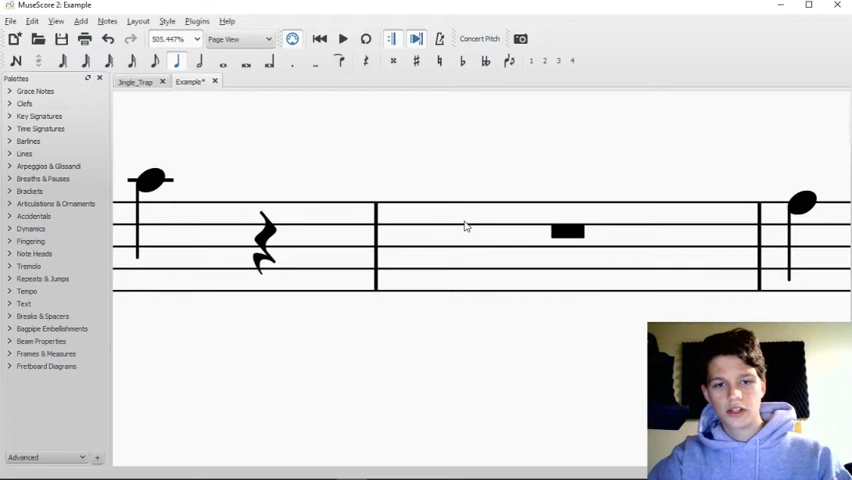 MuseScore 2: Example
File Edit View Add Notes Layout Style Plugins Help
505.447% Page View Concert Pitch
N 1 2 3 4
Palettes
Jingle_Trap Example*
Grace Notes
Clefs
Key Signatures
Time Signatures
Barlines
Lines
Arpeggios & Glissandi
Breaths & Pauses
Brackets
Articulations & Ornaments
Accidentals
Dynamics
Fingering
Note Heads
Tremolo
Repeats & Jumps
Tempo
Text
Breaks & Spacers
Bagpipe Embellishments
Beam Properties
Frames & Measures
Fretboard Diagrams
Advanced